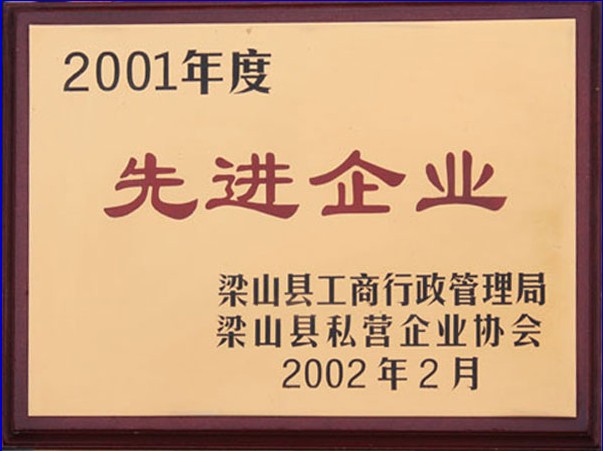 2001年度
先进企业
梁山县工商行政管理局
梁山县私营企业协会
2002年2月